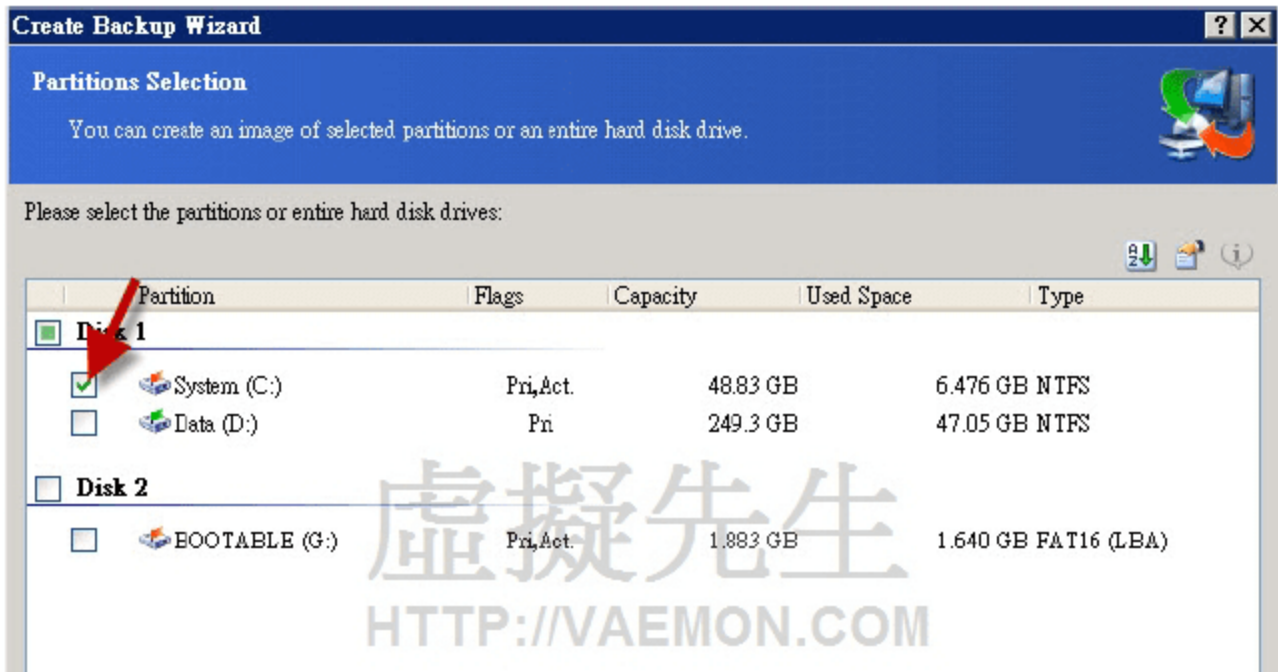 Create Backup Wizard
Partitions Selection
You can create an image of selected partitions or an entire hard disk drive.
Please select the partitions or entire hard disk drives:
Partition Flags Capacity Used Space Type
Disk 1
System (C:) Pri,Act. 48.83 GB 6.476 GB NTFS
Data (D:) Pri 249.3 GB 47.05 GB NTFS
Disk 2
BOOTABLE (G:) Pri,Act. 1.883 GB 1.640 GB FAT16 (LBA)
虛擬先生
HTTP://VAEMON.COM